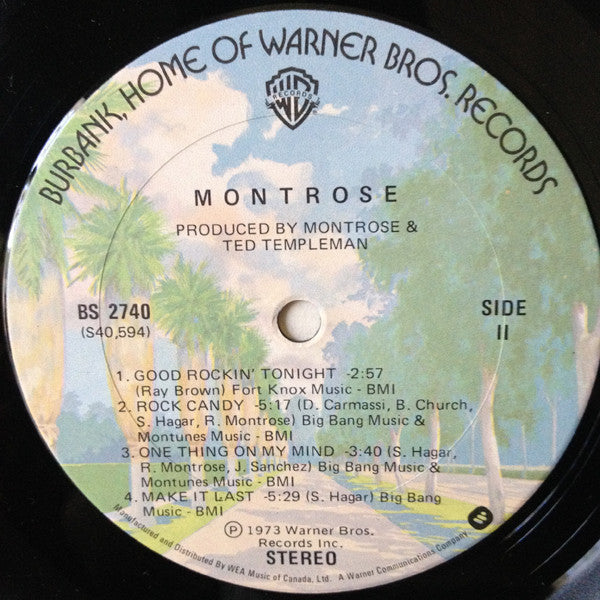 BURBANK, HOME OF WARNER BROS. RECORDS
W B
RECORDS
MONTROSE
PRODUCED BY MONTROSE &
TED TEMPLEMAN
BS 2740
(S40,594)
SIDE
II
1. GOOD ROCKIN' TONIGHT -2:57
(Ray Brown) Fort Knox Music - BMI
2. ROCK CANDY -5:17 (D. Carmassi, B. Church,
S. Hagar, R. Montrose) Big Bang Music &
Montunes Music - BMI
3. ONE THING ON MY MIND -3:40 (S. Hagar,
R. Montrose, J. Sanchez) Big Bang Music &
Montunes Music - BMI
4. MAKE IT LAST -5:29 (S. Hagar) Big Bang
Music - BMI
Ⓟ 1973 Warner Bros.
Records Inc.
STEREO
Manufactured and Distributed By WEA Music of Canada, Ltd. A Warner Communications Company